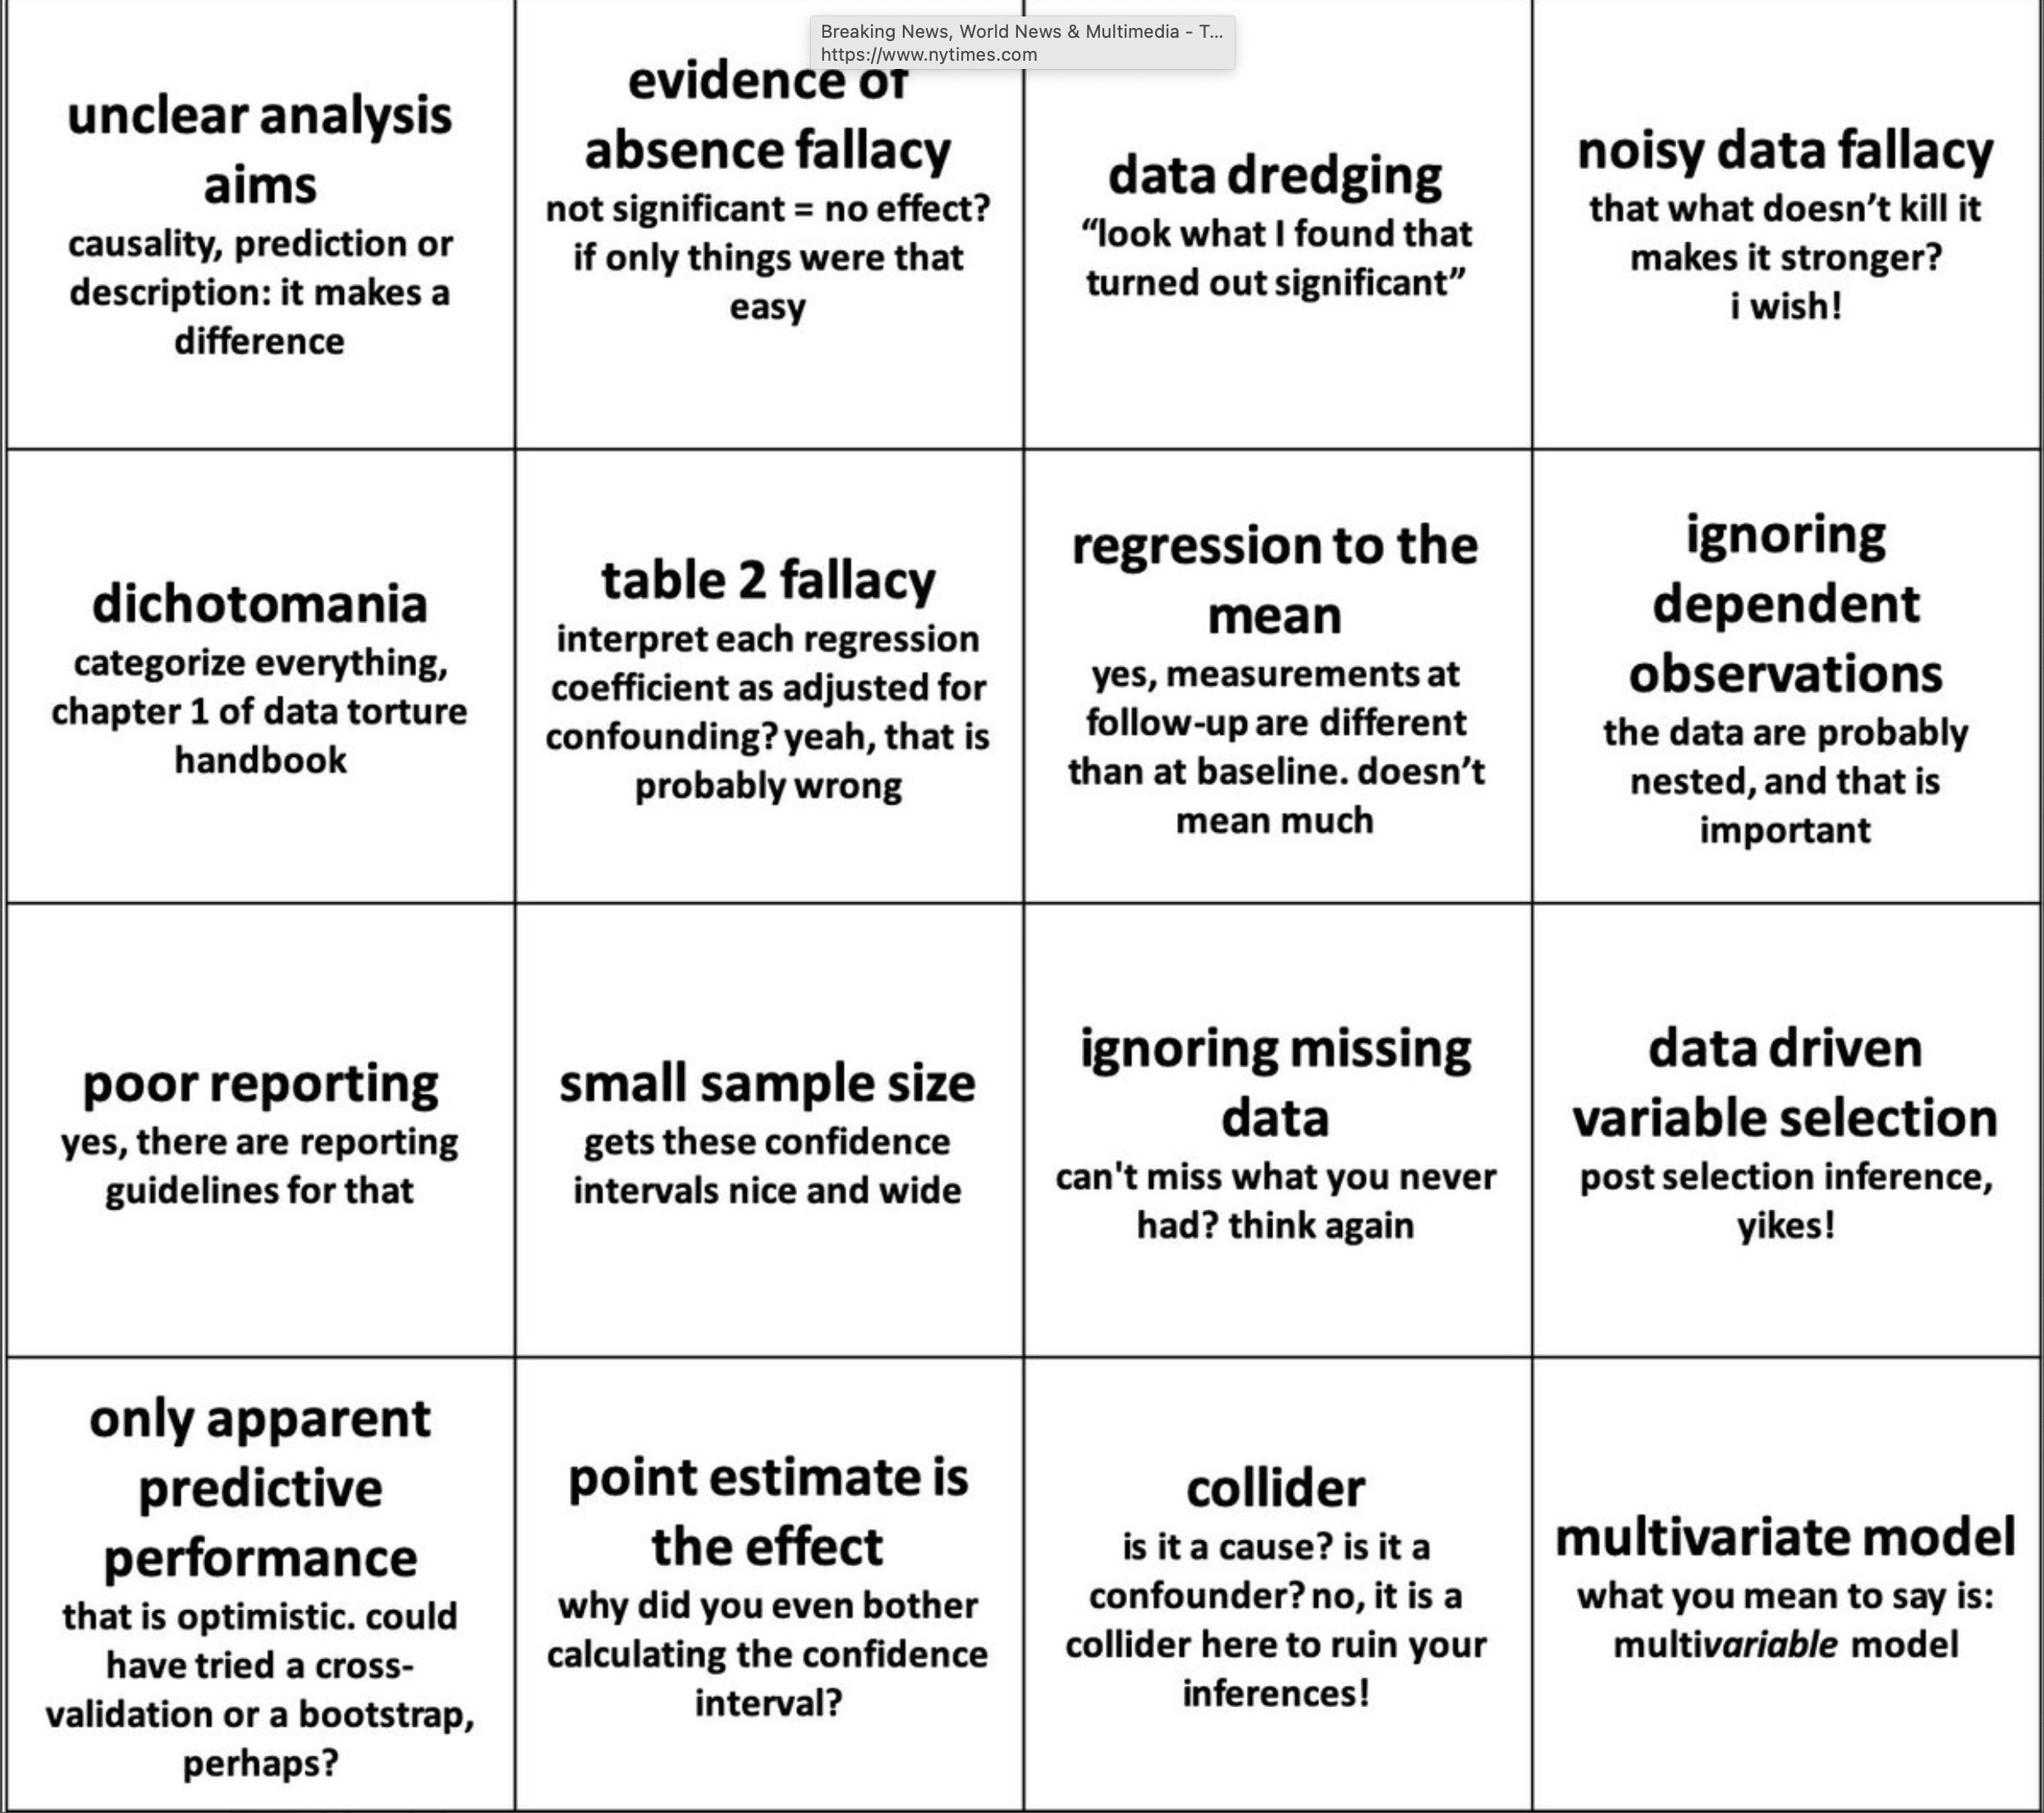 Breaking News, World News & Multimedia - T...
https://www.nytimes.com
unclear analysis
aims
causality, prediction or
description: it makes a
difference
evidence of
absence fallacy
not significant = no effect?
if only things were that
easy
data dredging
“look what I found that
turned out significant”
noisy data fallacy
that what doesn’t kill it
makes it stronger?
i wish!
dichotomania
categorize everything,
chapter 1 of data torture
handbook
table 2 fallacy
interpret each regression
coefficient as adjusted for
confounding? yeah, that is
probably wrong
regression to the
mean
yes, measurements at
follow-up are different
than at baseline. doesn’t
mean much
ignoring
dependent
observations
the data are probably
nested, and that is
important
poor reporting
yes, there are reporting
guidelines for that
small sample size
gets these confidence
intervals nice and wide
ignoring missing
data
can't miss what you never
had? think again
data driven
variable selection
post selection inference,
yikes!
only apparent
predictive
performance
that is optimistic. could
have tried a cross-
validation or a bootstrap,
perhaps?
point estimate is
the effect
why did you even bother
calculating the confidence
interval?
collider
is it a cause? is it a
confounder? no, it is a
collider here to ruin your
inferences!
multivariate model
what you mean to say is:
multivariable model